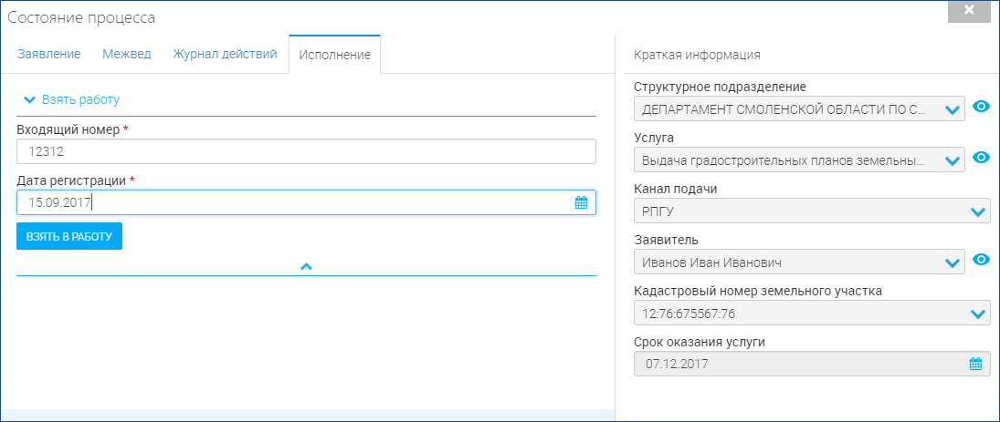 Состояние процесса
Заявление Межвед Журнал действий Исполнение
Взять работу
Входящий номер *
12312
Дата регистрации *
15.09.2017
ВЗЯТЬ В РАБОТУ
Краткая информация
Структурное подразделение
ДЕПАРТАМЕНТ СМОЛЕНСКОЙ ОБЛАСТИ ПО С...
Услуга
Выдача градостроительных планов земельны...
Канал подачи
РПГУ
Заявитель
Иванов Иван Иванович
Кадастровый номер земельного участка
12:76:675567:76
Срок оказания услуги
07.12.2017